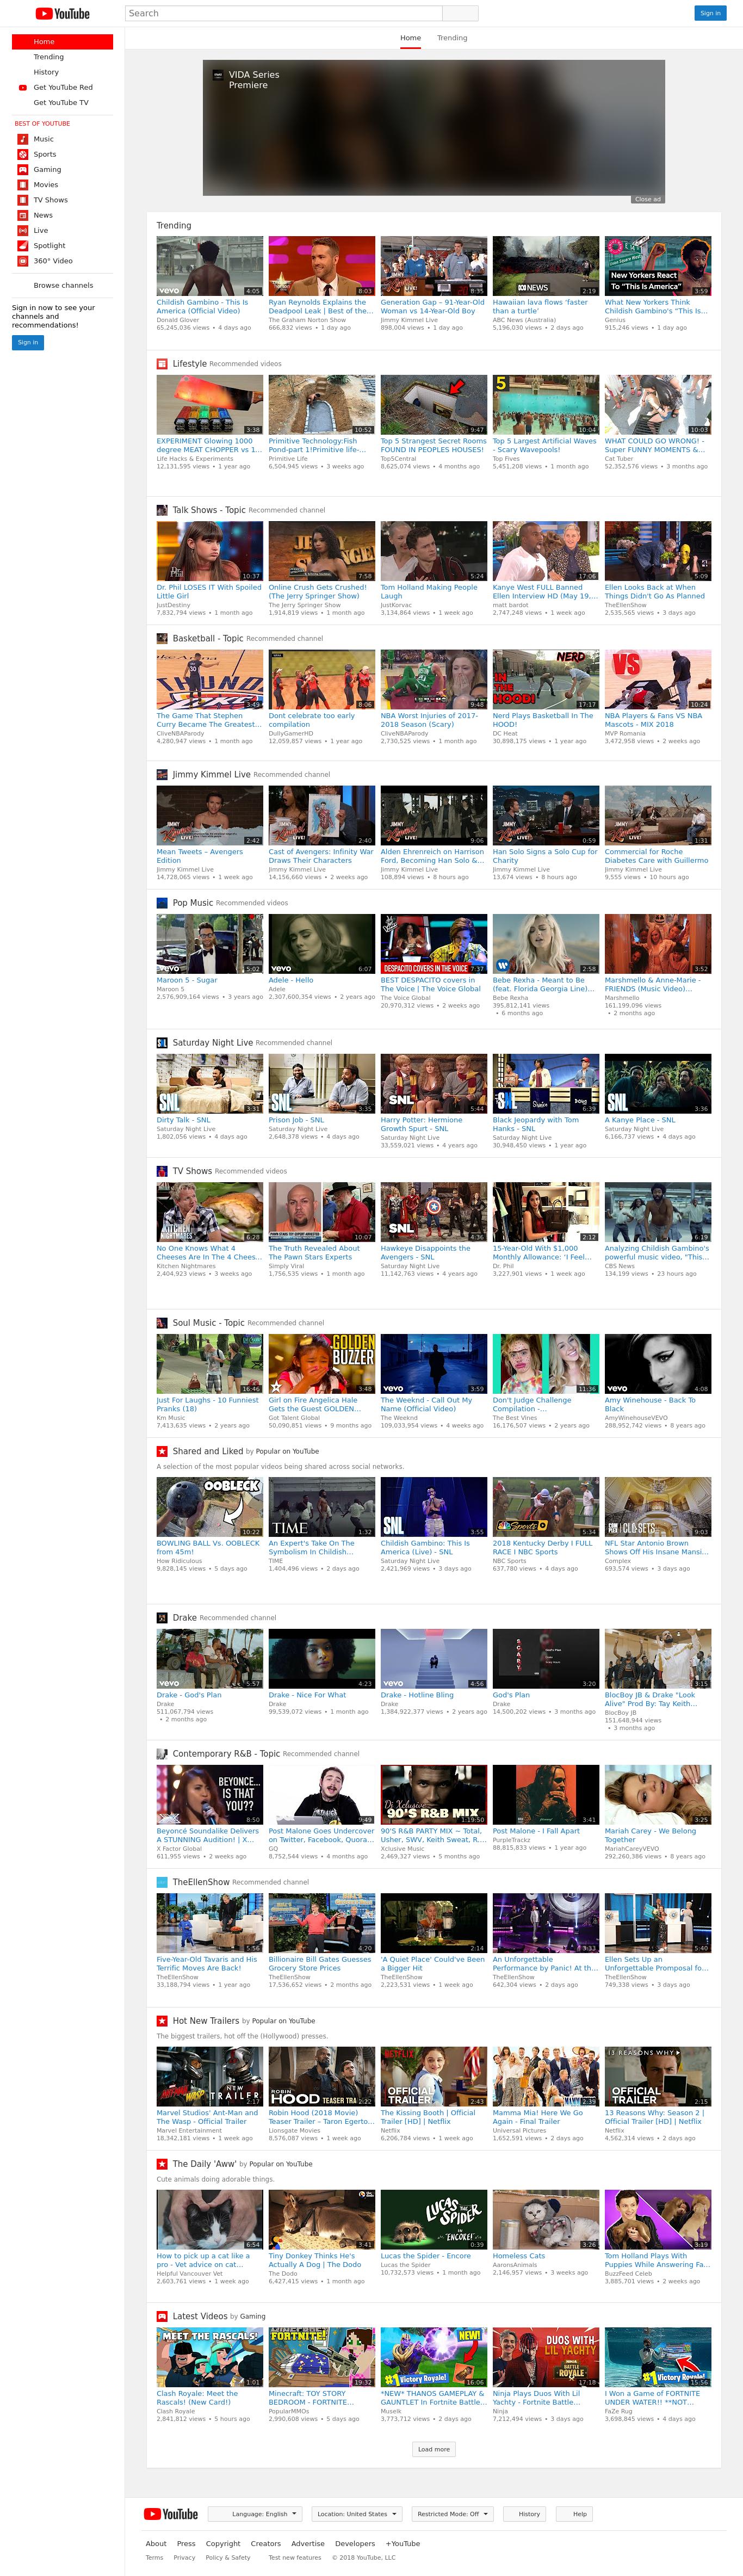 YouTube
Search
Sign in
Home
Trending
History
Get YouTube Red
Get YouTube TV
BEST OF YOUTUBE
Music
Sports
Gaming
Movies
TV Shows
News
Live
Spotlight
360° Video
Browse channels
Sign in now to see your
channels and
recommendations!
Sign in
Home Trending
VIDA Series
Premiere
Close ad
Trending
4:05 8:03 8:35 2:19 3:59
Childish Gambino - This Is
America (Official Video)
Donald Glover
65,245,036 views • 4 days ago
Ryan Reynolds Explains the
Deadpool Leak | Best of the...
The Graham Norton Show
666,832 views • 1 day ago
Generation Gap – 91-Year-Old
Woman vs 14-Year-Old Boy
Jimmy Kimmel Live
898,004 views • 1 day ago
Hawaiian lava flows ‘faster
than a turtle’
ABC News (Australia)
5,196,030 views • 2 days ago
What New Yorkers Think
Childish Gambino's "This Is...
Genius
915,246 views • 1 day ago
Lifestyle Recommended videos
3:38 10:52 9:47 10:04 10:03
EXPERIMENT Glowing 1000
degree MEAT CHOPPER vs 1...
Life Hacks & Experiments
12,131,595 views • 1 year ago
Primitive Technology:Fish
Pond-part 1!Primitive life-...
Primitive Life
6,504,945 views • 3 weeks ago
Top 5 Strangest Secret Rooms
FOUND IN PEOPLES HOUSES!
Top5Central
8,625,074 views • 4 months ago
Top 5 Largest Artificial Waves
- Scary Wavepools!
Top Fives
5,451,208 views • 1 month ago
WHAT COULD GO WRONG! -
Super FUNNY MOMENTS &...
Cat Tuber
52,352,576 views • 3 months ago
Talk Shows - Topic Recommended channel
Dr. Phil LOSES IT With Spoiled
Little Girl
JustDestiny
7,832,794 views • 1 month ago
Online Crush Gets Crushed!
(The Jerry Springer Show)
The Jerry Springer Show
1,914,819 views • 1 month ago
Tom Holland Making People
Laugh
JustKorvac
3,134,864 views • 1 week ago
Kanye West FULL Banned
Ellen Interview HD (May 19,...
matt bardot
2,747,248 views • 1 week ago
Ellen Looks Back at When
Things Didn't Go As Planned
TheEllenShow
2,535,565 views • 3 days ago
Basketball - Topic Recommended channel
The Game That Stephen
Curry Became The Greatest...
CliveNBAParody
4,280,947 views • 1 month ago
Dont celebrate too early
compilation
DullyGamerHD
12,059,857 views • 1 year ago
NBA Worst Injuries of 2017-
2018 Season (Scary)
CliveNBAParody
2,730,525 views • 1 month ago
Nerd Plays Basketball In The
HOOD!
DC Heat
30,898,175 views • 1 year ago
NBA Players & Fans VS NBA
Mascots - MIX 2018
MVP Romania
3,472,958 views • 2 weeks ago
Jimmy Kimmel Live Recommended channel
Mean Tweets – Avengers
Edition
Jimmy Kimmel Live
14,728,065 views • 1 week ago
Cast of Avengers: Infinity War
Draws Their Characters
Jimmy Kimmel Live
14,156,660 views • 2 weeks ago
Alden Ehrenreich on Harrison
Ford, Becoming Han Solo &...
Jimmy Kimmel Live
108,894 views • 8 hours ago
Han Solo Signs a Solo Cup for
Charity
Jimmy Kimmel Live
13,674 views • 8 hours ago
Commercial for Roche
Diabetes Care with Guillermo
Jimmy Kimmel Live
9,555 views • 10 hours ago
Pop Music Recommended videos
Maroon 5 - Sugar
Maroon 5
2,576,909,164 views • 3 years ago
Adele - Hello
Adele
2,307,600,354 views • 2 years ago
BEST DESPACITO covers in
The Voice | The Voice Global
The Voice Global
20,970,312 views • 2 weeks ago
Bebe Rexha - Meant to Be
(feat. Florida Georgia Line)...
Bebe Rexha
395,812,141 views
• 6 months ago
Marshmello & Anne-Marie -
FRIENDS (Music Video)...
Marshmello
161,199,096 views
• 2 months ago
Saturday Night Live Recommended channel
Dirty Talk - SNL
Saturday Night Live
1,802,056 views • 4 days ago
Prison Job - SNL
Saturday Night Live
2,648,378 views • 4 days ago
Harry Potter: Hermione
Growth Spurt - SNL
Saturday Night Live
33,559,021 views • 4 years ago
Black Jeopardy with Tom
Hanks - SNL
Saturday Night Live
30,948,450 views • 1 year ago
A Kanye Place - SNL
Saturday Night Live
6,166,737 views • 4 days ago
TV Shows Recommended videos
No One Knows What 4
Cheeses Are In The 4 Chees...
Kitchen Nightmares
2,404,923 views • 3 weeks ago
The Truth Revealed About
The Pawn Stars Experts
Simply Viral
1,756,535 views • 1 month ago
Hawkeye Disappoints the
Avengers - SNL
Saturday Night Live
11,142,763 views • 4 years ago
15-Year-Old With $1,000
Monthly Allowance: ‘I Feel...
Dr. Phil
3,227,901 views • 1 week ago
Analyzing Childish Gambino's
powerful music video, "This...
CBS News
134,199 views • 23 hours ago
Soul Music - Topic Recommended channel
Just For Laughs - 10 Funniest
Pranks (18)
Km Music
7,413,635 views • 2 years ago
Girl on Fire Angelica Hale
Gets the Guest GOLDEN...
Got Talent Global
50,090,851 views • 9 months ago
The Weeknd - Call Out My
Name (Official Video)
The Weeknd
109,033,954 views • 4 weeks ago
Don't Judge Challenge
Compilation -...
The Best Vines
16,176,507 views • 2 years ago
Amy Winehouse - Back To
Black
AmyWinehouseVEVO
288,952,742 views • 8 years ago
Shared and Liked by Popular on YouTube
A selection of the most popular videos being shared across social networks.
BOWLING BALL Vs. OOBLECK
from 45m!
How Ridiculous
9,828,145 views • 5 days ago
An Expert's Take On The
Symbolism In Childish...
TIME
1,404,496 views • 2 days ago
Childish Gambino: This Is
America (Live) - SNL
Saturday Night Live
2,421,969 views • 3 days ago
2018 Kentucky Derby I FULL
RACE I NBC Sports
NBC Sports
637,780 views • 4 days ago
NFL Star Antonio Brown
Shows Off His Insane Mansi...
Complex
693,574 views • 3 days ago
Drake Recommended channel
Drake - God's Plan
Drake
511,067,794 views
• 2 months ago
Drake - Nice For What
Drake
99,539,072 views • 1 month ago
Drake - Hotline Bling
Drake
1,384,922,377 views • 2 years ago
God's Plan
Drake
14,500,202 views • 3 months ago
BlocBoy JB & Drake "Look
Alive" Prod By: Tay Keith...
BlocBoy JB
151,648,944 views
• 3 months ago
Contemporary R&B - Topic Recommended channel
Beyoncé Soundalike Delivers
A STUNNING Audition! | X...
X Factor Global
611,955 views • 2 weeks ago
Post Malone Goes Undercover
on Twitter, Facebook, Quora...
GQ
8,752,544 views • 4 months ago
90'S R&B PARTY MIX ~ Total,
Usher, SWV, Keith Sweat, R....
Xclusive Music
2,469,327 views • 5 months ago
Post Malone - I Fall Apart
PurpleTrackz
88,815,833 views • 1 year ago
Mariah Carey - We Belong
Together
MariahCareyVEVO
292,260,386 views • 8 years ago
TheEllenShow Recommended channel
Five-Year-Old Tavaris and His
Terrific Moves Are Back!
TheEllenShow
33,188,794 views • 1 year ago
Billionaire Bill Gates Guesses
Grocery Store Prices
TheEllenShow
17,536,652 views • 2 months ago
'A Quiet Place' Could've Been
a Bigger Hit
TheEllenShow
2,223,531 views • 1 week ago
An Unforgettable
Performance by Panic! At th...
TheEllenShow
642,304 views • 2 days ago
Ellen Sets Up an
Unforgettable Promposal fo...
TheEllenShow
749,338 views • 3 days ago
Hot New Trailers by Popular on YouTube
The biggest trailers, hot off the (Hollywood) presses.
Marvel Studios' Ant-Man and
The Wasp - Official Trailer
Marvel Entertainment
18,342,181 views • 1 week ago
Robin Hood (2018 Movie)
Teaser Trailer – Taron Egerto...
Lionsgate Movies
8,576,087 views • 1 week ago
The Kissing Booth | Official
Trailer [HD] | Netflix
Netflix
6,206,784 views • 1 week ago
Mamma Mia! Here We Go
Again - Final Trailer
Universal Pictures
1,652,591 views • 2 days ago
13 Reasons Why: Season 2 |
Official Trailer [HD] | Netflix
Netflix
4,562,314 views • 2 days ago
The Daily 'Aww' by Popular on YouTube
Cute animals doing adorable things.
How to pick up a cat like a
pro - Vet advice on cat...
Helpful Vancouver Vet
2,603,761 views • 1 week ago
Tiny Donkey Thinks He's
Actually A Dog | The Dodo
The Dodo
6,427,415 views • 1 month ago
Lucas the Spider - Encore
Lucas the Spider
10,732,573 views • 1 month ago
Homeless Cats
AaronsAnimals
2,146,957 views • 3 weeks ago
Tom Holland Plays With
Puppies While Answering Fa...
BuzzFeed Celeb
3,885,701 views • 2 weeks ago
Latest Videos by Gaming
Clash Royale: Meet the
Rascals! (New Card!)
Clash Royale
2,841,812 views • 5 hours ago
Minecraft: TOY STORY
BEDROOM - FORTNITE...
PopularMMOs
2,990,608 views • 5 days ago
*NEW* THANOS GAMEPLAY &
GAUNTLET In Fortnite Battle...
Muselk
3,773,712 views • 2 days ago
Ninja Plays Duos With Lil
Yachty - Fortnite Battle...
Ninja
7,212,494 views • 3 days ago
I Won a Game of FORTNITE
UNDER WATER!! **NOT...
FaZe Rug
3,698,845 views • 4 days ago
Load more
YouTube
Language: English
Location: United States
Restricted Mode: Off
History
Help
About Press Copyright Creators Advertise Developers +YouTube
Terms Privacy Policy & Safety Test new features © 2018 YouTube, LLC